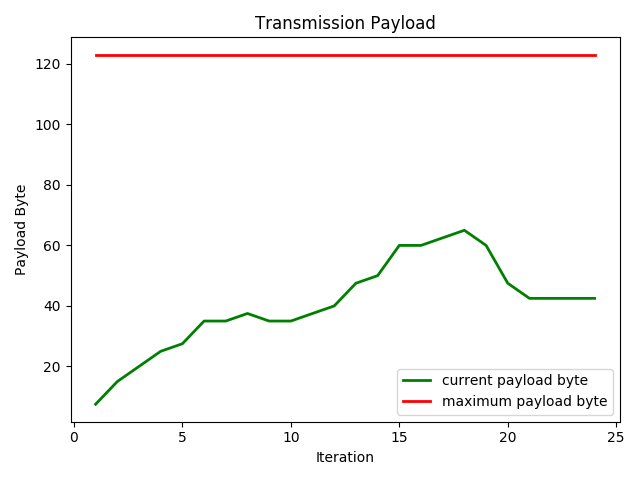 Transmission Payload
120
100
80
60
40
20
Payload Byte
0
5
10
15
20
25
Iteration
current payload byte
maximum payload byte